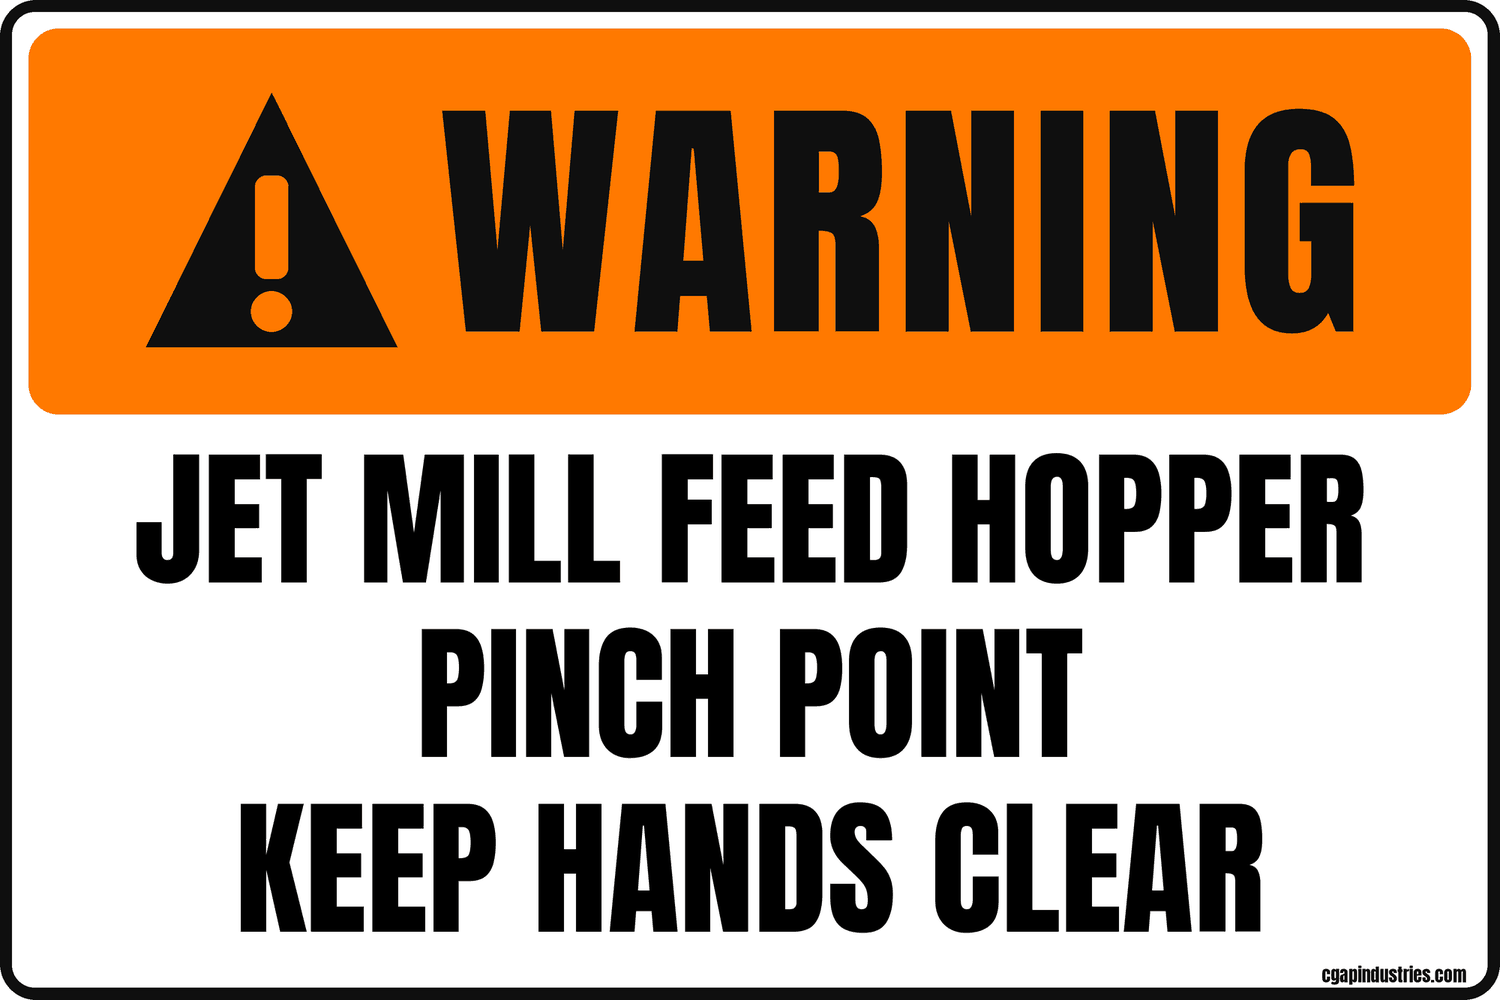 WARNING
JET MILL FEED HOPPER
PINCH POINT
KEEP HANDS CLEAR
cgapindustries.com